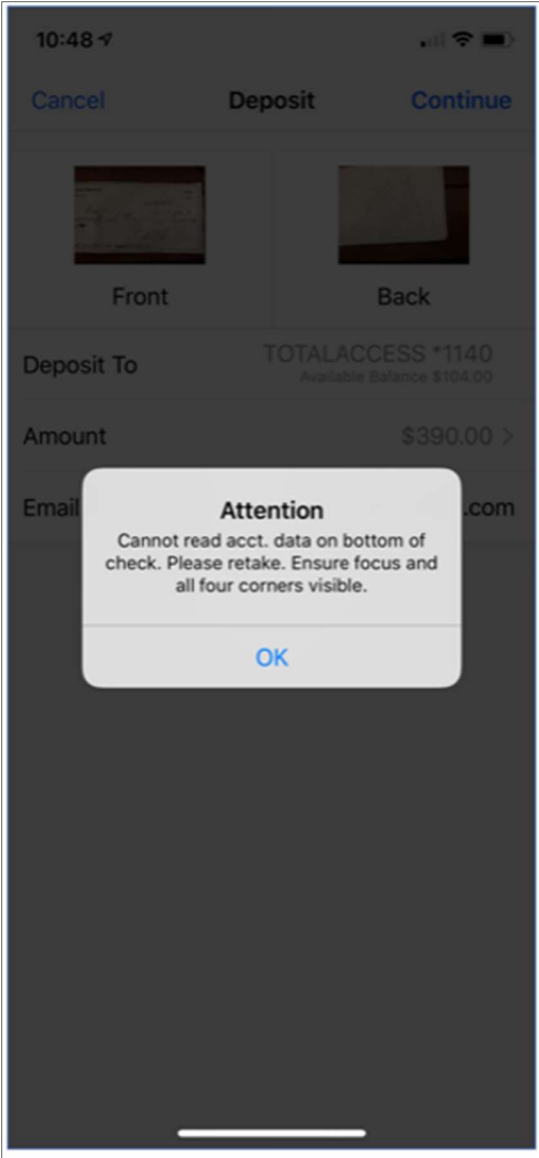 10:48
Cancel Deposit Continue
Front Back
Deposit To TOTALACCESS *1140
Available Balance $104.00
Amount $390.00 >
Email .com
Attention
Cannot read acct. data on bottom of
check. Please retake. Ensure focus and
all four corners visible.
OK